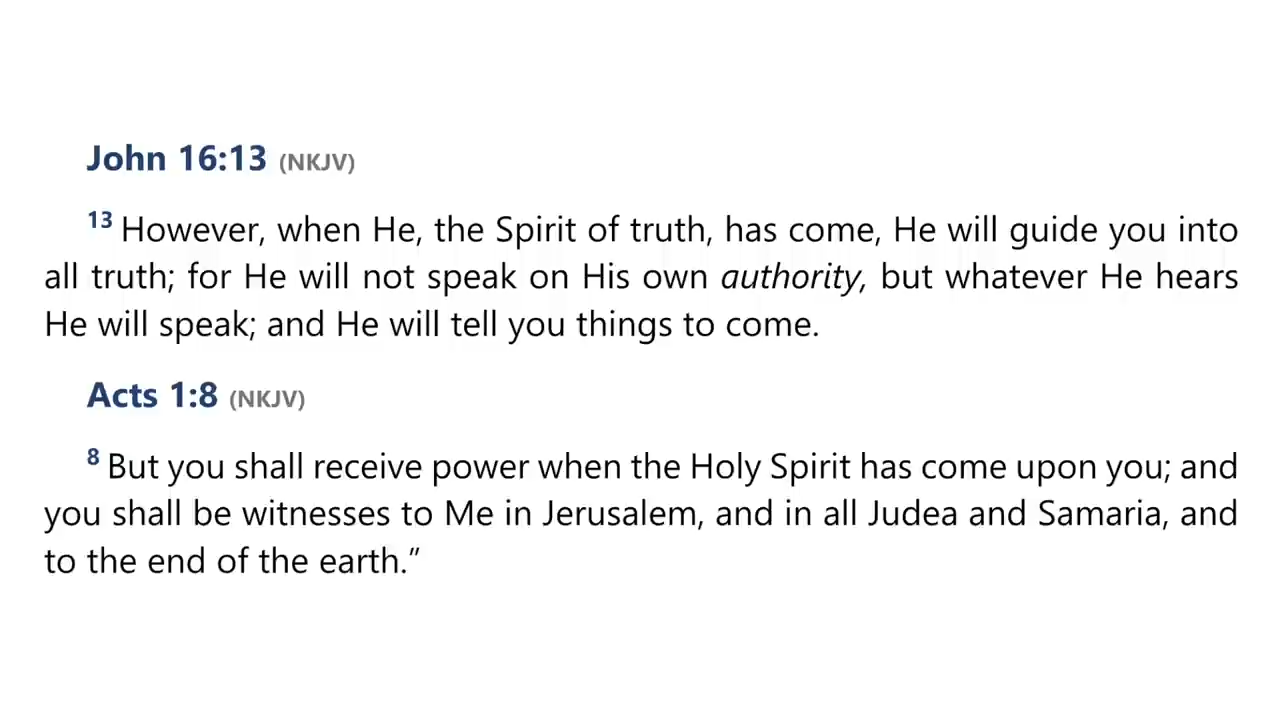 John 16:13 (NKJV)
13 However, when He, the Spirit of truth, has come, He will guide you into
all truth; for He will not speak on His own authority, but whatever He hears
He will speak; and He will tell you things to come.
Acts 1:8 (NKJV)
8 But you shall receive power when the Holy Spirit has come upon you; and
you shall be witnesses to Me in Jerusalem, and in all Judea and Samaria, and
to the end of the earth.”